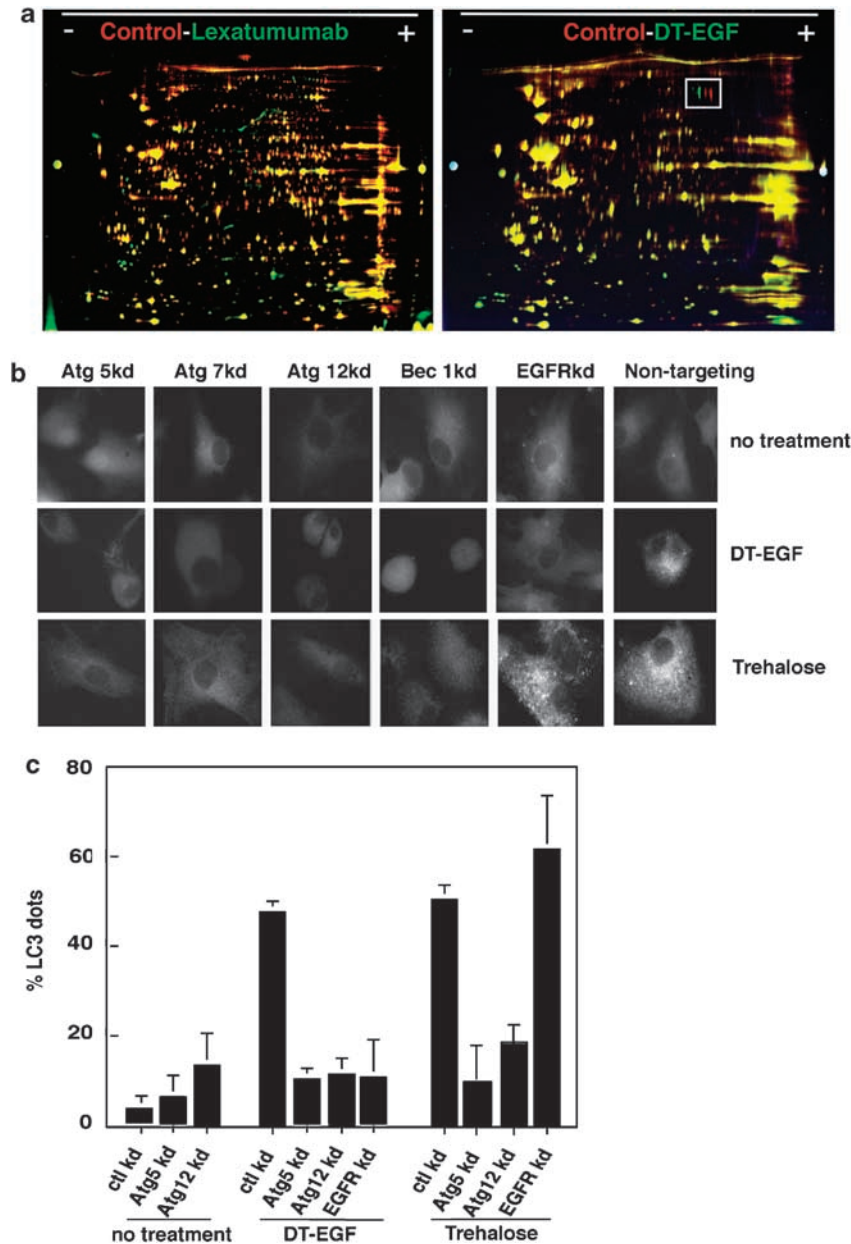 a
- Control-Lexatumumab +
- Control-DT-EGF +
b
Atg 5kd Atg 7kd Atg 12kd Bec 1kd EGFRkd Non-targeting
no treatment
DT-EGF
Trehalose
c
% LC3 dots
80
60
40
20
0
ctl kd
Atg5 kd
Atg12 kd
ctl kd
Atg5 kd
Atg12 kd
EGFR kd
ctl kd
Atg5 kd
Atg12 kd
EGFR kd
no treatment DT-EGF Trehalose